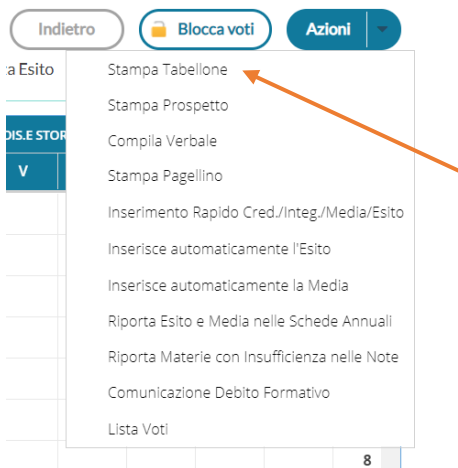 Indietro
Blocca voti
Azioni
ra Esito
Stampa Tabellone
Stampa Prospetto
DIS.E STOR
Compila Verbale
V
Stampa Pagellino
Inserimento Rapido Cred./Integ./Media/Esito
Inserisce automaticamente l'Esito
Inserisce automaticamente la Media
Riporta Esito e Media nelle Schede Annuali
Riporta Materie con Insufficienza nelle Note
Comunicazione Debito Formativo
Lista Voti
8